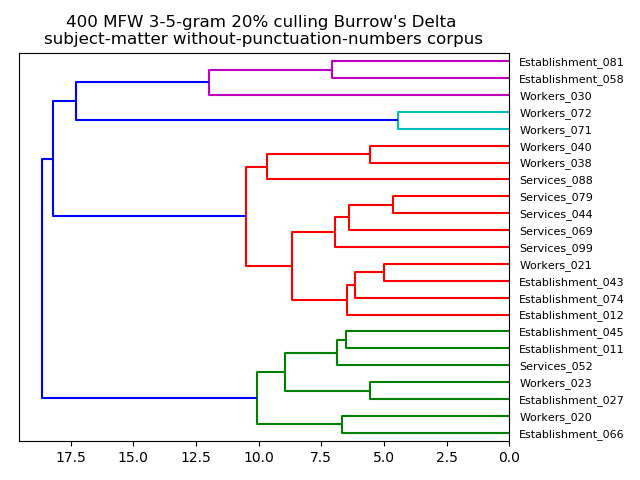 400 MFW 3-5-gram 20% culling Burrow's Delta
subject-matter without-punctuation-numbers corpus
Establishment_081
Establishment_058
Workers_030
Workers_072
Workers_071
Workers_040
Workers_038
Services_088
Services_079
Services_044
Services_069
Services_099
Workers_021
Establishment_043
Establishment_074
Establishment_012
Establishment_045
Establishment_011
Services_052
Workers_023
Establishment_027
Workers_020
Establishment_066
17.5 15.0 12.5 10.0 7.5 5.0 2.5 0.0